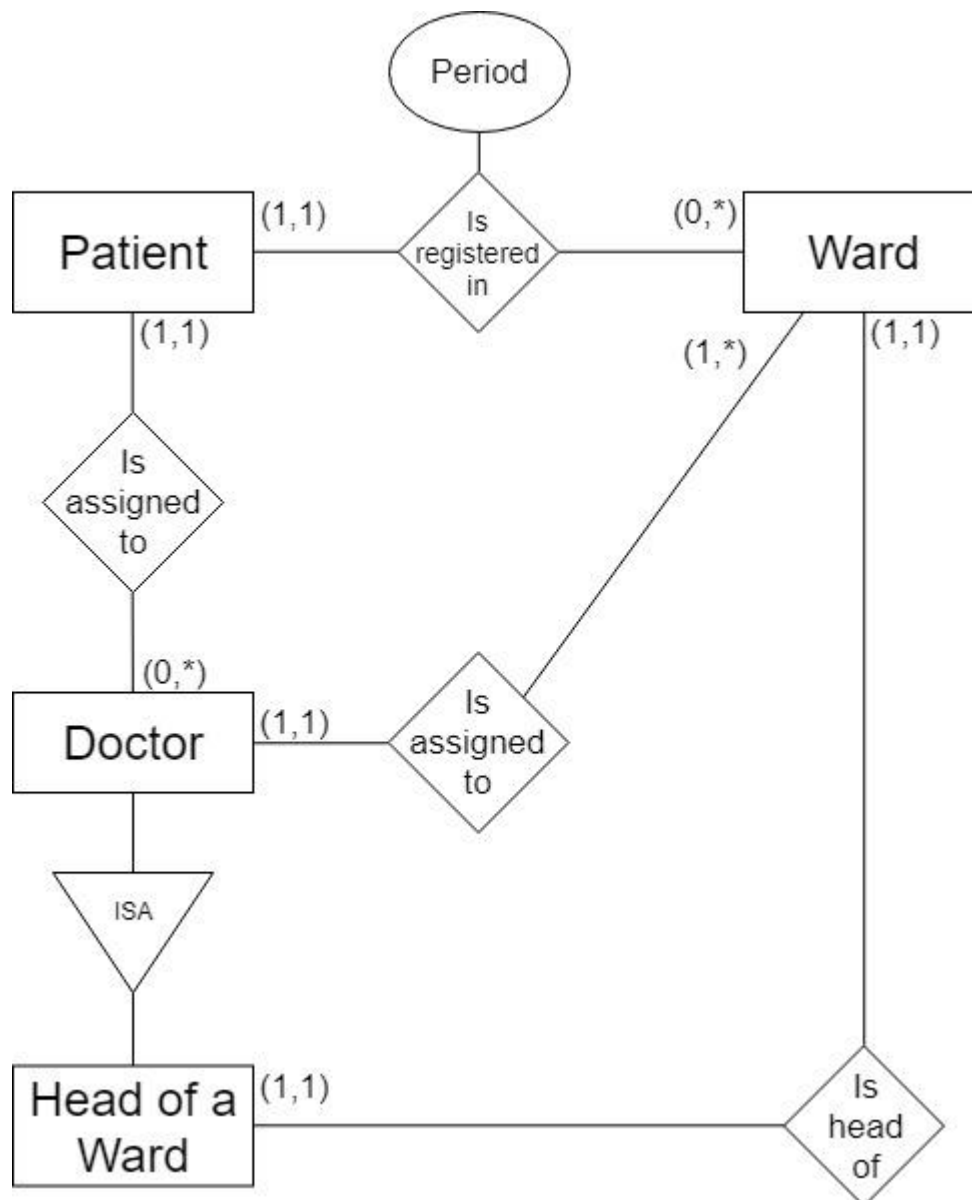 Period
(1,1)
(0,*)
Patient
Is
registered
in
Ward
(1,1)
(1,*)
(1,1)
Is
assigned
to
(0,*)
Doctor
(1,1)
Is
assigned
to
ISA
Head of a
Ward
(1,1)
Is
head
of